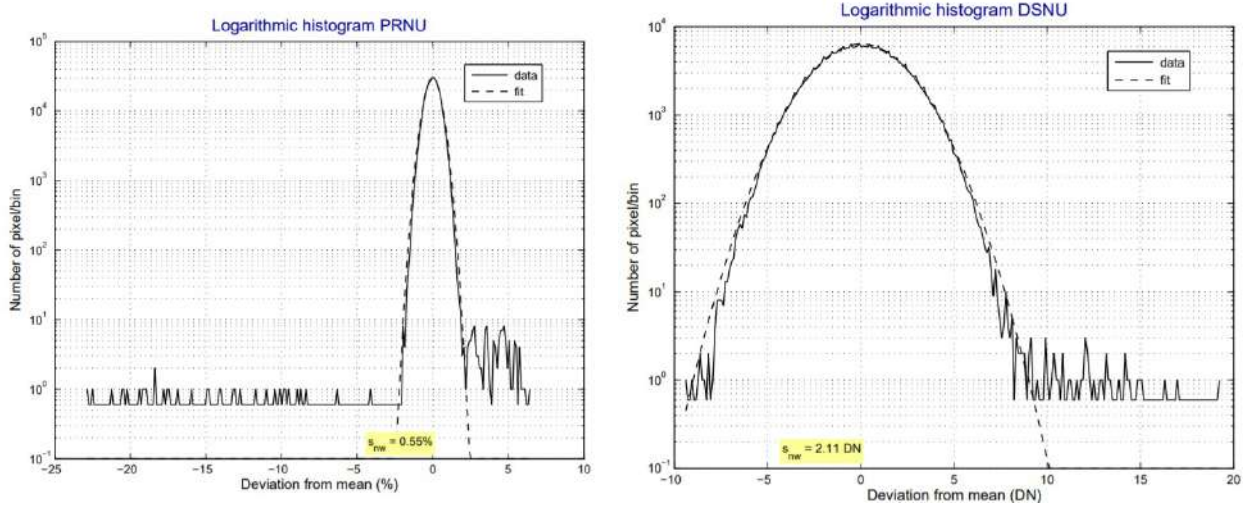 Logarithmic histogram PRNU
Number of pixel/bin
10^5
10^4
10^3
10^2
10^1
10^0
10^-1
data
fit
s_nw = 0.55%
−25 −20 −15 −10 −5 0 5 10
Deviation from mean (%)
Logarithmic histogram DSNU
Number of pixel/bin
10^4
10^3
10^2
10^1
10^0
10^-1
data
fit
s_nw = 2.11 DN
−10 −5 0 5 10 15 20
Deviation from mean (DN)